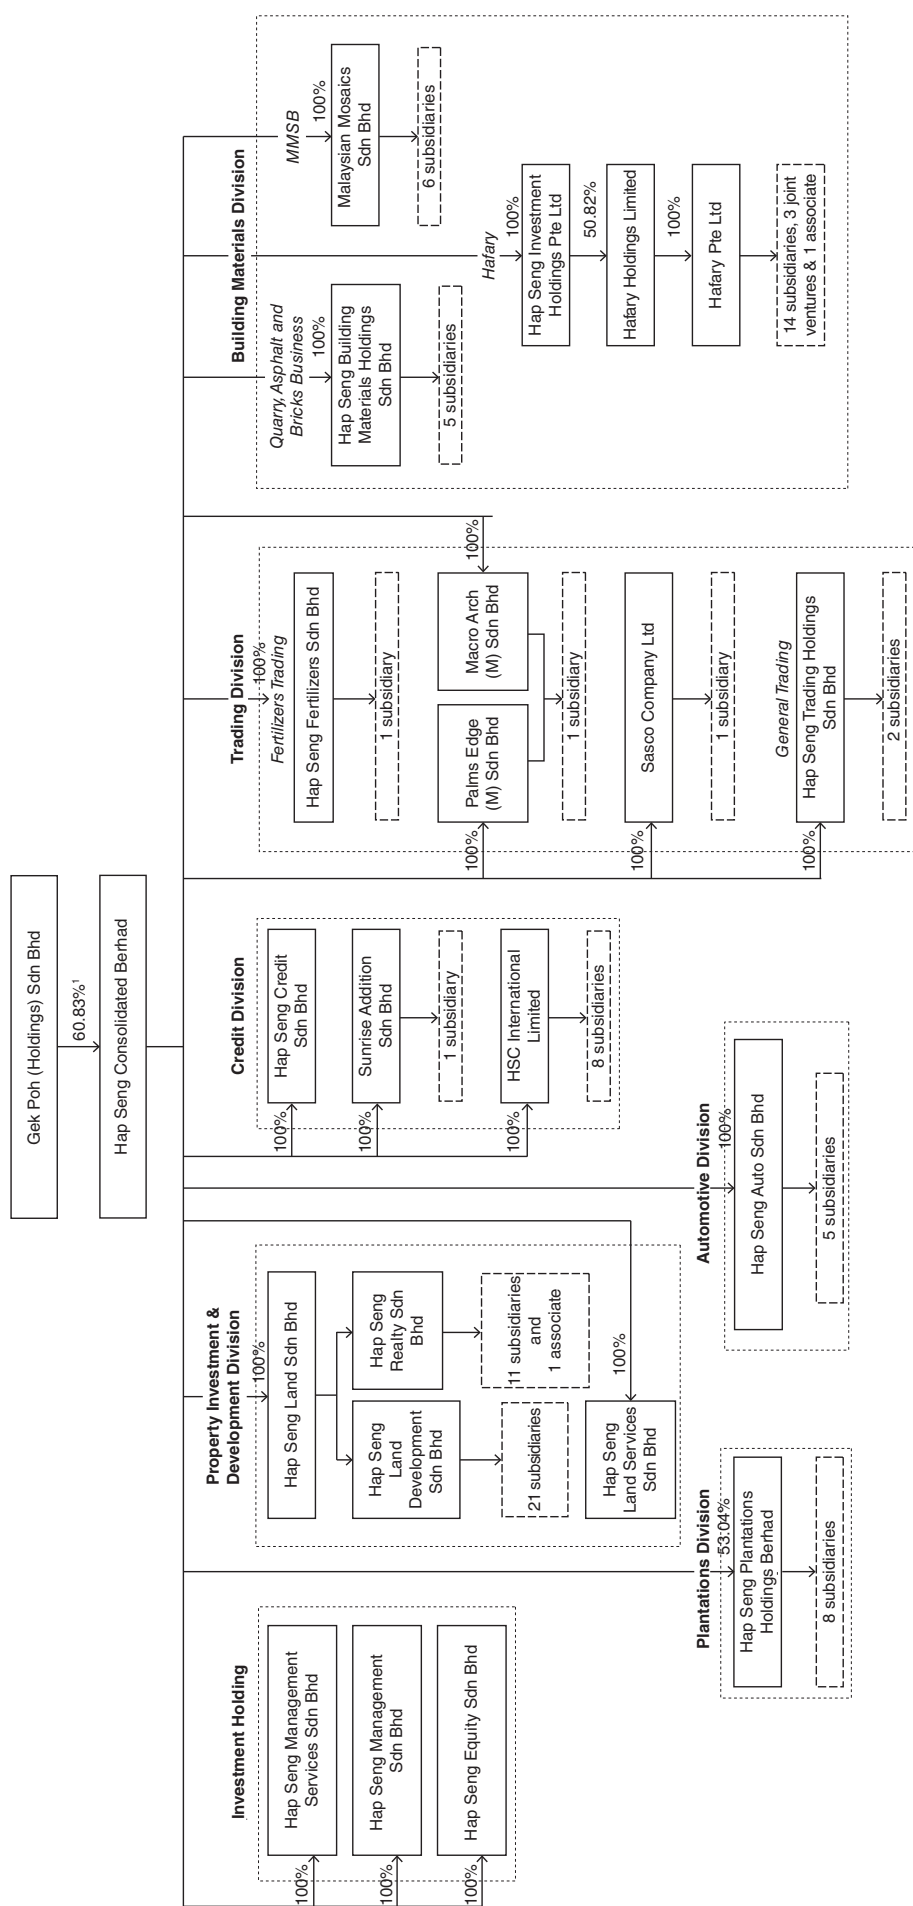 Gek Poh (Holdings) Sdn Bhd
60.83%¹
Hap Seng Consolidated Berhad
Investment Holding
100%
Hap Seng Management
Services Sdn Bhd
100%
Hap Seng Management
Sdn Bhd
100%
Hap Seng Equity Sdn Bhd
Plantations Division
53.04%
Hap Seng Plantations
Holdings Berhad
8 subsidiaries
Property Investment &
Development Division
100%
Hap Seng Land Sdn Bhd
Hap Seng
Land
Development
Sdn Bhd
21 subsidiaries
Hap Seng
Realty Sdn
Bhd
11 subsidiaries
and
1 associate
100%
Hap Seng
Land Services
Sdn Bhd
Automotive Division
100%
Hap Seng Auto Sdn Bhd
5 subsidiaries
Credit Division
100%
Hap Seng Credit
Sdn Bhd
100%
Sunrise Addition
Sdn Bhd
1 subsidiary
100%
HSC International
Limited
8 subsidiaries
Trading Division
100%
Fertilizers Trading
Hap Seng Fertilizers Sdn Bhd
1 subsidiary
100%
Palms Edge
(M) Sdn Bhd
100%
Macro Arch
(M) Sdn Bhd
1 subsidiary
100%
Sasco Company Ltd
1 subsidiary
General Trading
100%
Hap Seng Trading Holdings
Sdn Bhd
2 subsidiaries
Building Materials Division
Quarry, Asphalt and
Bricks Business
100%
Hap Seng Building
Materials Holdings
Sdn Bhd
5 subsidiaries
Hafary
100%
Hap Seng Investment
Holdings Pte Ltd
50.82%
Hafary Holdings Limited
100%
Hafary Pte Ltd
14 subsidiaries, 3 joint
ventures & 1 associate
MMSB
100%
Malaysian Mosaics
Sdn Bhd
6 subsidiaries